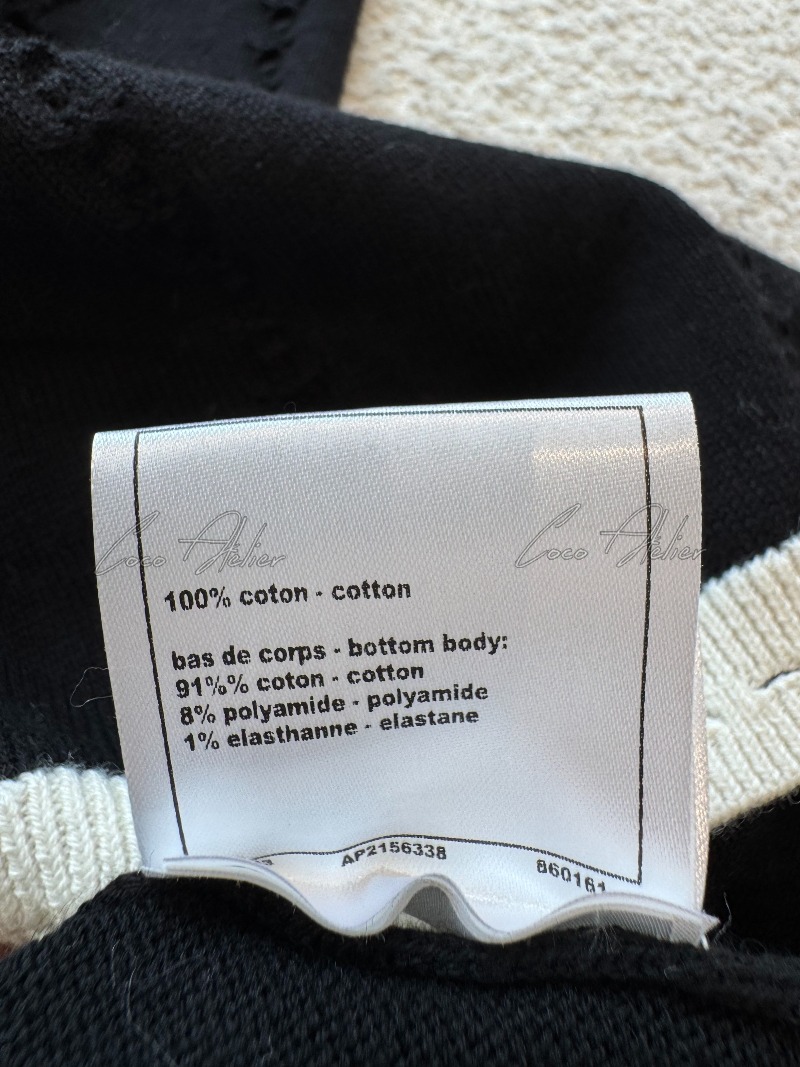 Coco Atelier Coco Atelier
100% coton - cotton
bas de corps - bottom body:
91%% coton - cotton
8% polyamide - polyamide
1% elasthanne - elastane
AP2156338 860161